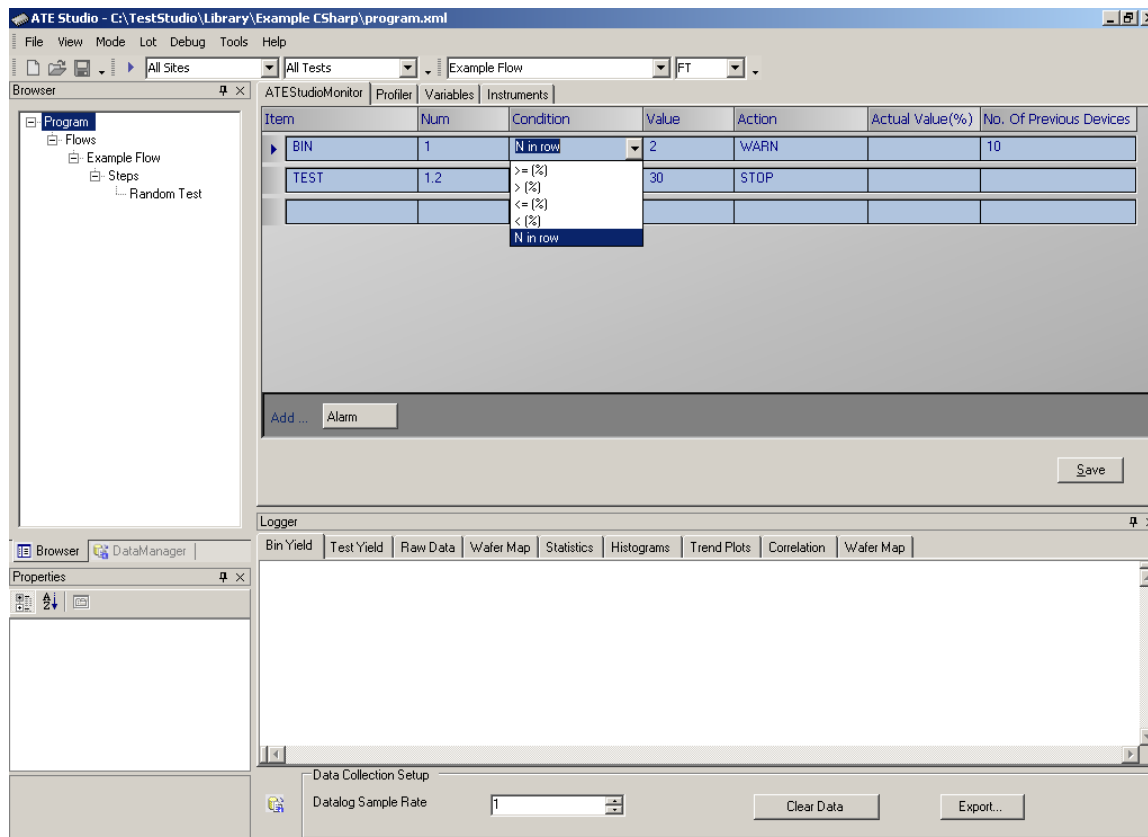 ATE Studio - C:\TestStudio\Library\Example CSharp\program.xml
File View Mode Lot Debug Tools Help
All Sites All Tests Example Flow FT
Browser
Program
Flows
Example Flow
Steps
Random Test
Browser DataManager
Properties
ATEStudioMonitor Profiler Variables Instruments
Item Num Condition Value Action Actual Value(%) No. Of Previous Devices
BIN 1 N in row 2 WARN 10
TEST 1.2 30 STOP
>= (%)
> (%)
<= (%)
< (%)
N in row
Add ... Alarm
Save
Logger
Bin Yield Test Yield Raw Data Wafer Map Statistics Histograms Trend Plots Correlation Wafer Map
Data Collection Setup
Datalog Sample Rate 1 Clear Data Export...